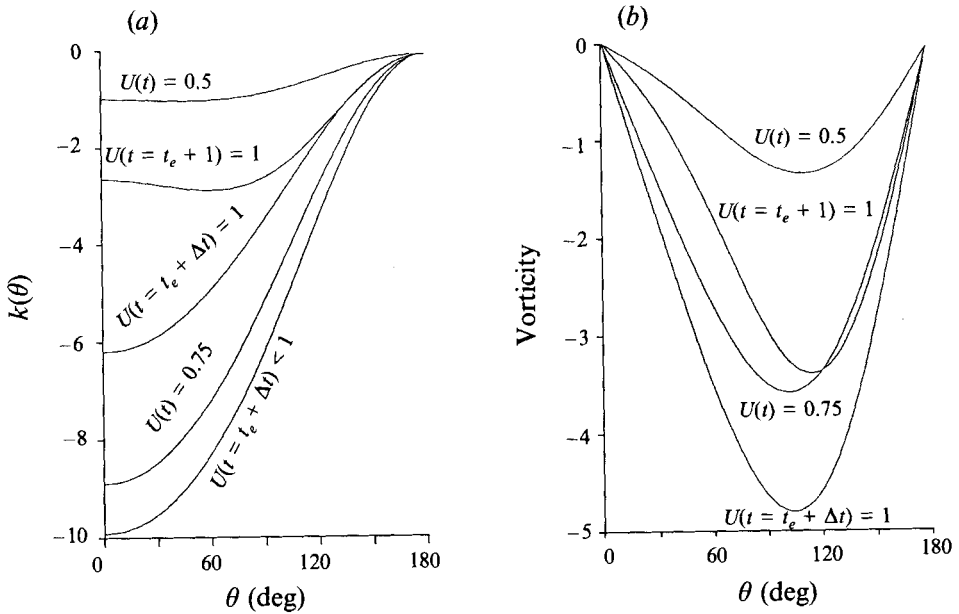 (a)
0
−2
−4
−6
−8
−10
k(θ)
U(t) = 0.5
U(t = t_e + 1) = 1
U(t = t_e + Δt) = 1
U(t) = 0.75
U(t = t_e + Δt) < 1
0
60
120
180
θ (deg)
(b)
0
−1
−2
−3
−4
−5
Vorticity
U(t) = 0.5
U(t = t_e + 1) = 1
U(t) = 0.75
U(t = t_e + Δt) = 1
0
60
120
180
θ (deg)